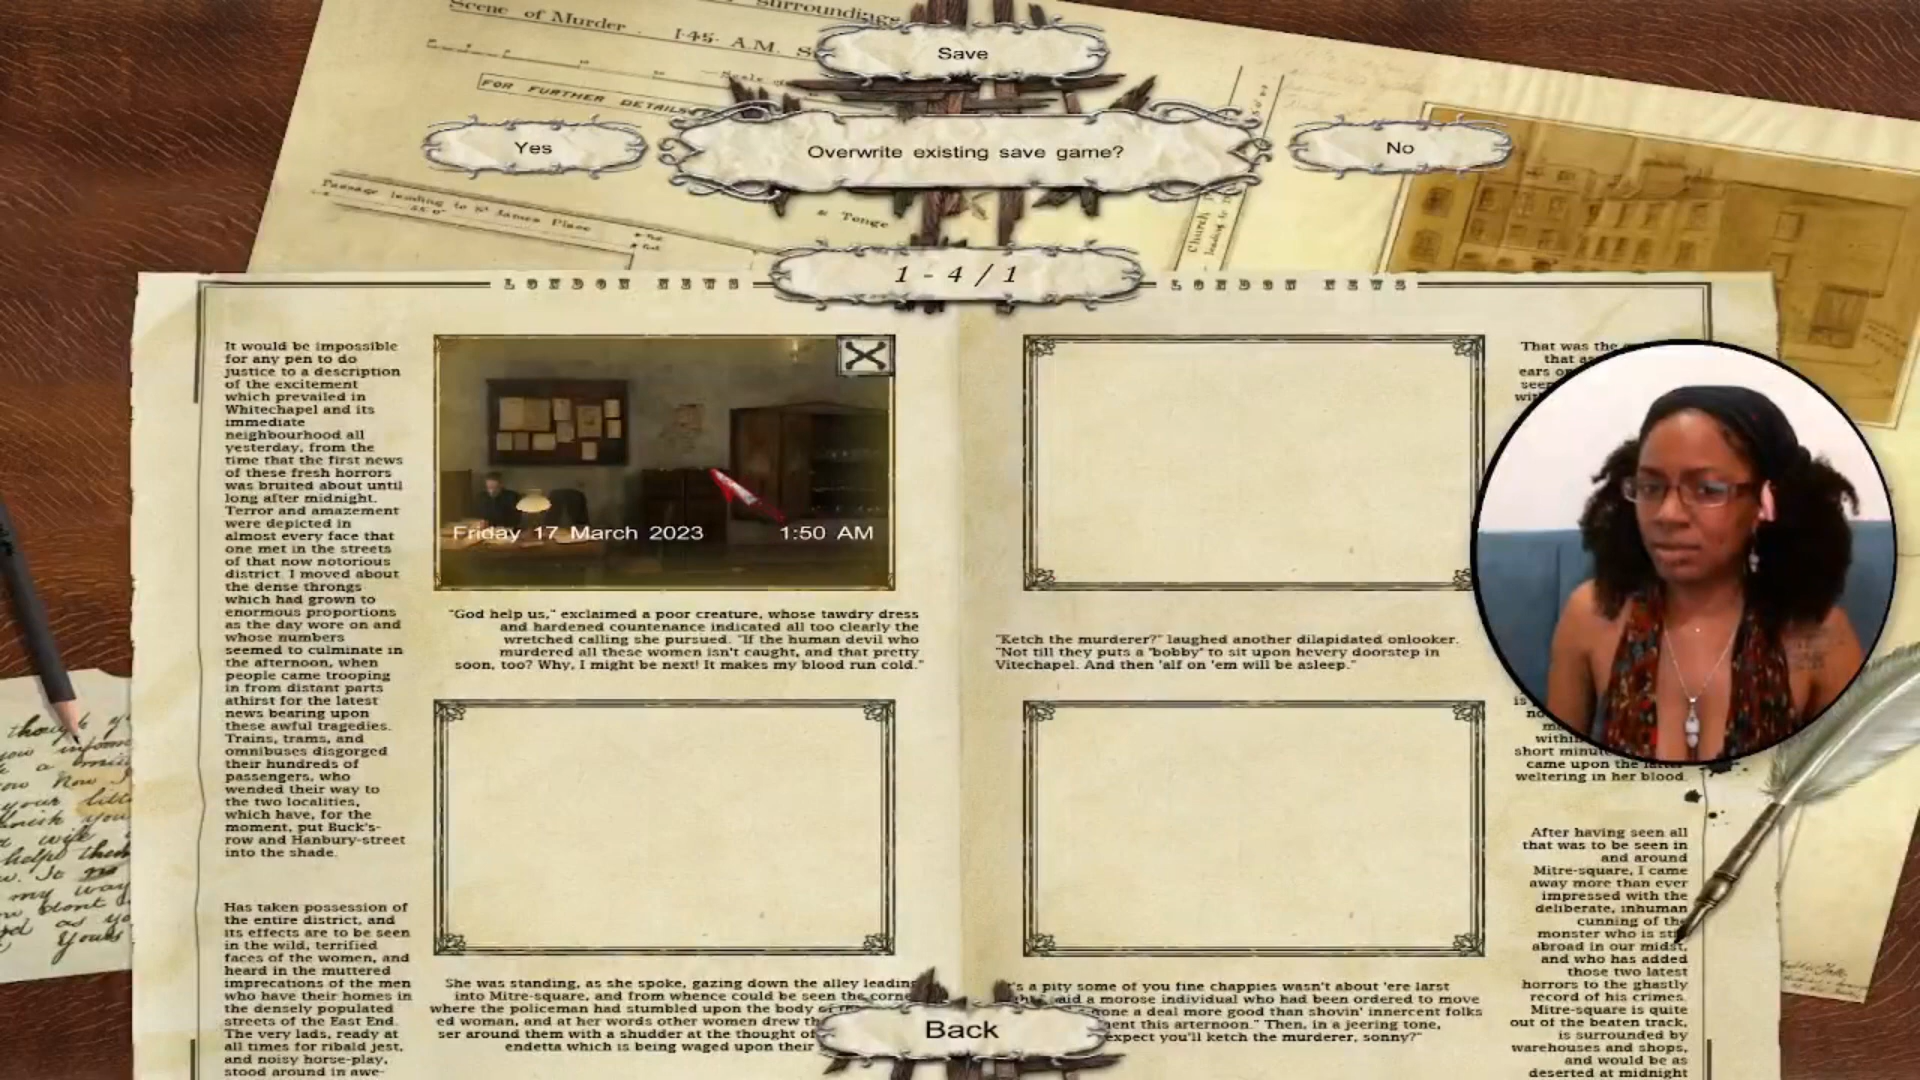 Surroundings
Scene of Murder . 1·45· A.M. S
Save
FOR FURTHER DETAILS
Yes
Overwrite existing save game?
No
Passage leading to St James Place
& Tonge
Church
leading to
1 - 4 / 1
LONDON NEWS
LONDON NEWS
It would be impossible
for any pen to do
justice to a description
of the excitement
which prevailed in
Whitechapel and its
immediate
neighbourhood all
yesterday, from the
time that the first news
of these fresh horrors
was bruited about until
long after midnight.
Terror and amazement
were depicted in
almost every face that
one met in the streets
of that now notorious
district. I moved about
the dense throngs
which had grown to
enormous proportions
as the day wore on and
whose numbers
seemed to culminate in
the afternoon, when
people came trooping
in from distant parts
athirst for the latest
news bearing upon
these awful tragedies.
Trains, trams, and
omnibuses disgorged
their hundreds of
passengers, who
wended their way to
the two localities,
which have, for the
moment, put Buck's-
row and Hanbury-street
into the shade.
Has taken possession of
the entire district, and
its effects are to be seen
in the wild, terrified
faces of the women, and
heard in the muttered
imprecations of the men
who have their homes in
the densely populated
streets of the East End.
The very lads, ready at
all times for ribald jest,
and noisy horse-play,
stood around in awe-
Friday 17 March 2023 1:50 AM
"God help us," exclaimed a poor creature, whose tawdry dress
and hardened countenance indicated all too clearly the
wretched calling she pursued. "If the human devil who
murdered all these women isn't caught, and that pretty
soon, too? Why, I might be next! It makes my blood run cold."
"Ketch the murderer?" laughed another dilapidated onlooker.
"Not till they puts a "bobby" to sit upon hevery doorstep in
Vitechapel. And then 'alf on 'em will be asleep."
She was standing, as she spoke, gazing down the alley leading
into Mitre-square, and from whence could be seen the corne
where the policeman had stumbled upon the body
ed woman, and at her words other women drew th
ser around them with a shudder at the thought of
endetta which is being waged upon their
's a pity some of you fine chappies wasn't about 'ere larst
said a morose individual who had been ordered to move
gone a deal more good than shovin' innercent folks
ent this arternoon." Then, in a jeering tone,
expect you'll ketch the murderer, sonny?"
Back
That was the
that as
ears
seem
within
short minute
came upon the latter
weltering in her blood.
After having seen all
that was to be seen in
and around
Mitre-square, I came
away more than ever
impressed with the
deliberate, inhuman
cunning of the
monster who is still
abroad in our midst,
and who has added
those two latest
horrors to the ghastly
record of his crimes.
Mitre-square is quite
out of the beaten track,
is surrounded by
warehouses and shops,
and would be as
deserted at midnight